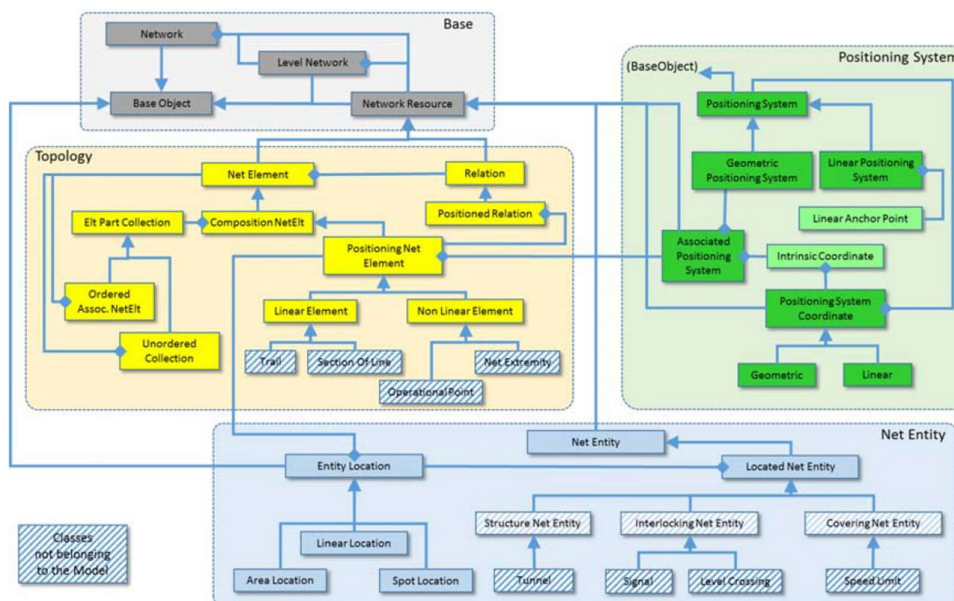 Base
Network
Level Network
Base Object
Network Resource
Positioning System
(BaseObject)
Positioning System
Geometric
Positioning System
Linear Positioning
System
Linear Anchor Point
Associated
Positioning
System
Intrinsic Coordinate
Positioning System
Coordinate
Geometric
Linear
Topology
Net Element
Relation
Elt Part Collection
Composition NetElt
Positioned Relation
Positioning Net
Element
Ordered
Assoc. NetElt
Linear Element
Non Linear Element
Unordered
Collection
Trail
Section Of Line
Net Extremity
Operational Point
Net Entity
Net Entity
Entity Location
Located Net Entity
Structure Net Entity
Interlocking Net Entity
Covering Net Entity
Linear Location
Area Location
Spot Location
Tunnel
Signal
Level Crossing
Speed Limit
Classes
not belonging
to the Model